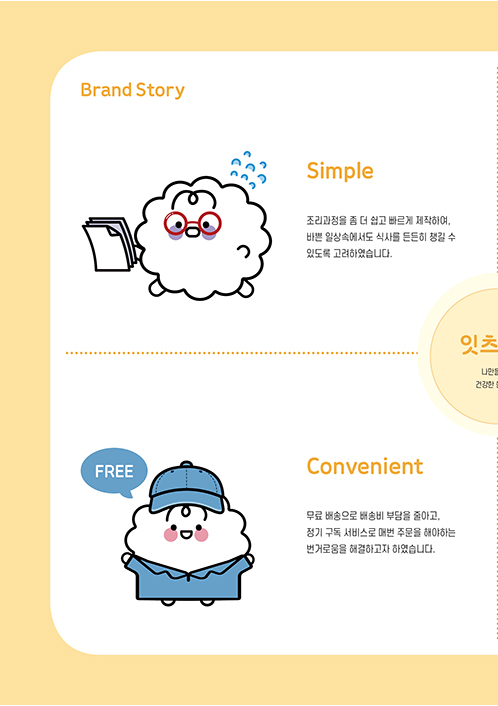 Brand Story
Simple
조리과정을 좀 더 쉽고 빠르게 제작하여,
바쁜 일상속에서도 식사를 든든히 챙길 수
있도록 고려하였습니다.
잇츠
나만을
건강한
FREE
Convenient
무료 배송으로 배송비 부담을 줄이고,
정기 구독 서비스로 매번 주문을 해야하는
번거로움을 해결하고자 하였습니다.